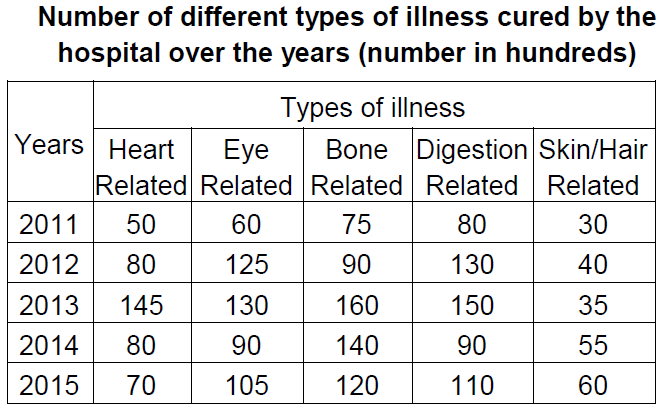 Number of different types of illness cured by the
hospital over the years (number in hundreds)
Years Types of illness
Heart Related Eye Related Bone Related Digestion Related Skin/Hair Related
2011 50 60 75 80 30
2012 80 125 90 130 40
2013 145 130 160 150 35
2014 80 90 140 90 55
2015 70 105 120 110 60